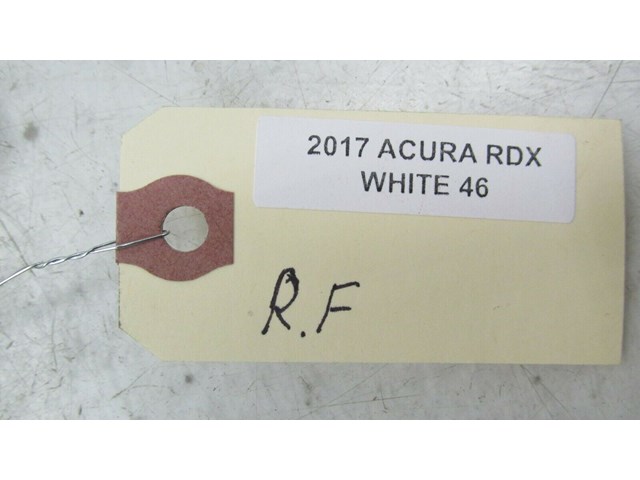 2017 ACURA RDX
WHITE 46
R.F